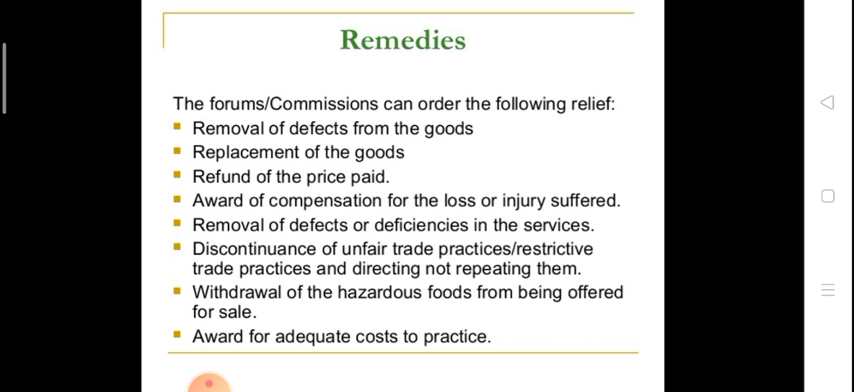 Remedies
The forums/Commissions can order the following relief:
Removal of defects from the goods
Replacement of the goods
Refund of the price paid.
Award of compensation for the loss or injury suffered.
Removal of defects or deficiencies in the services.
Discontinuance of unfair trade practices/restrictive
trade practices and directing not repeating them.
Withdrawal of the hazardous foods from being offered
for sale.
Award for adequate costs to practice.